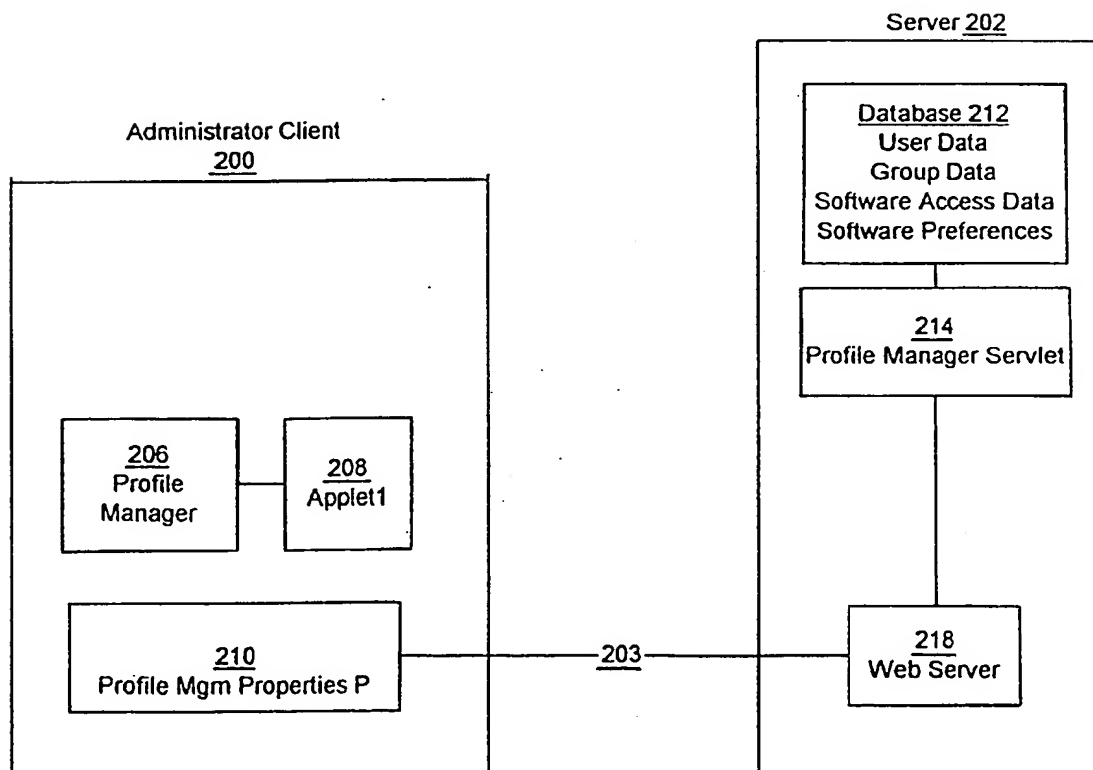 Server 202
Database 212
User Data
Group Data
Software Access Data
Software Preferences
Administrator Client
200
214
Profile Manager Servlet
206
Profile
Manager
208
Applet1
210
Profile Mgm Properties P
203
218
Web Server